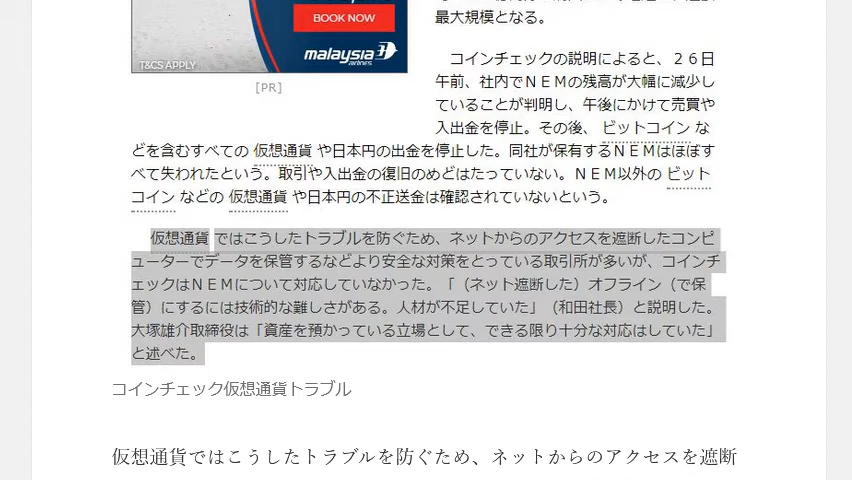 最大規模となる。
BOOK NOW
malaysia
airlines
T&CS APPLY
[PR]
コインチェックの説明によると、２６日
午前、社内でＮＥＭの残高が大幅に減少し
ていることが判明し、午後にかけて売買や
入出金を停止。その後、 ビットコイン な
どを含むすべての 仮想通貨 や日本円の出金を停止した。同社が保有するＮＥＭはほぼす
べて失われたという。取引や入出金の復旧のめどはたっていない。ＮＥＭ以外の ビット
コイン などの 仮想通貨 や日本円の不正送金は確認されていないという。
仮想通貨 ではこうしたトラブルを防ぐため、ネットからのアクセスを遮断したコンピ
ューターでデータを保管するなどより安全な対策をとっている取引所が多いが、コインチ
ェックはＮＥＭについて対応していなかった。「（ネット遮断した）オフライン（で保
管）にするには技術的な難しさがある。人材が不足していた」（和田社長）と説明した。
大塚雄介取締役は「資産を預かっている立場として、できる限り十分な対応はしていた」
と述べた。
コインチェック仮想通貨トラブル
仮想通貨ではこうしたトラブルを防ぐため、ネットからのアクセスを遮断